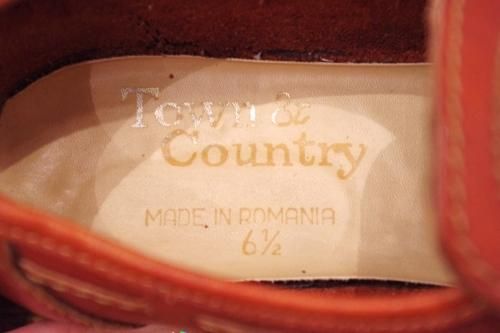 Town &
Country
MADE IN ROMANIA
6½